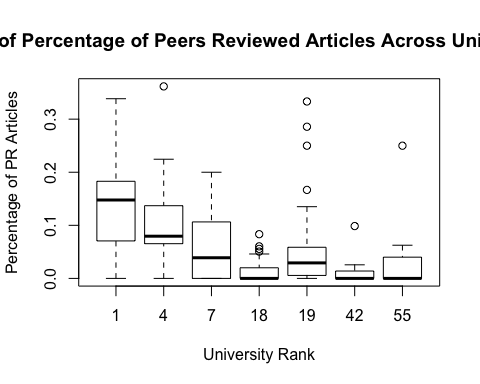 of Percentage of Peers Reviewed Articles Across Uni
Percentage of PR Articles
0.3
0.2
0.1
0.0
1 4 7 18 19 42 55
University Rank